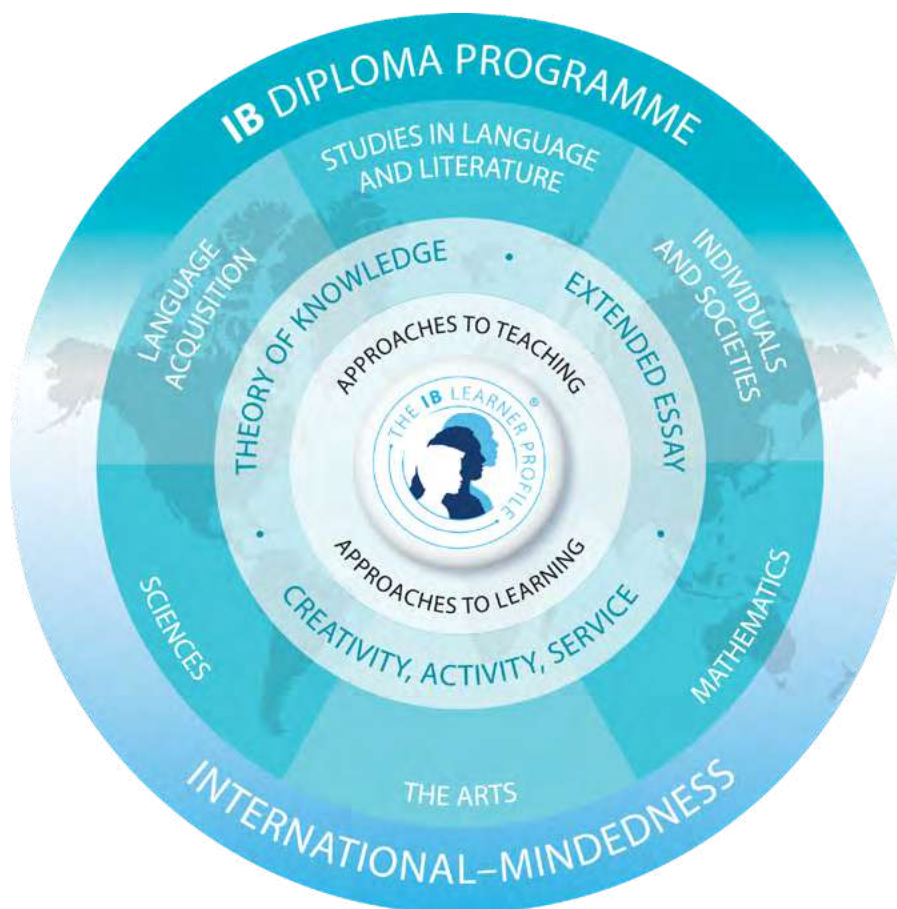 IB DIPLOMA PROGRAMME
STUDIES IN LANGUAGE
AND LITERATURE
LANGUAGE
ACQUISITION
INDIVIDUALS
AND SOCIETIES
THEORY OF KNOWLEDGE
·
EXTENDED ESSAY
APPROACHES TO TEACHING
THE IB LEARNER PROFILE
®
APPROACHES TO LEARNING
·
CREATIVITY, ACTIVITY, SERVICE
·
SCIENCES
MATHEMATICS
THE ARTS
INTERNATIONAL–MINDEDNESS